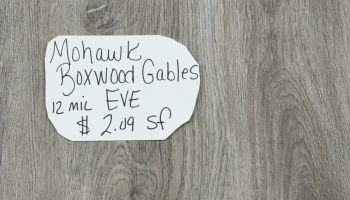 Mohawk
Boxwood Gables
12 mil EVE
$ 2.09 sf